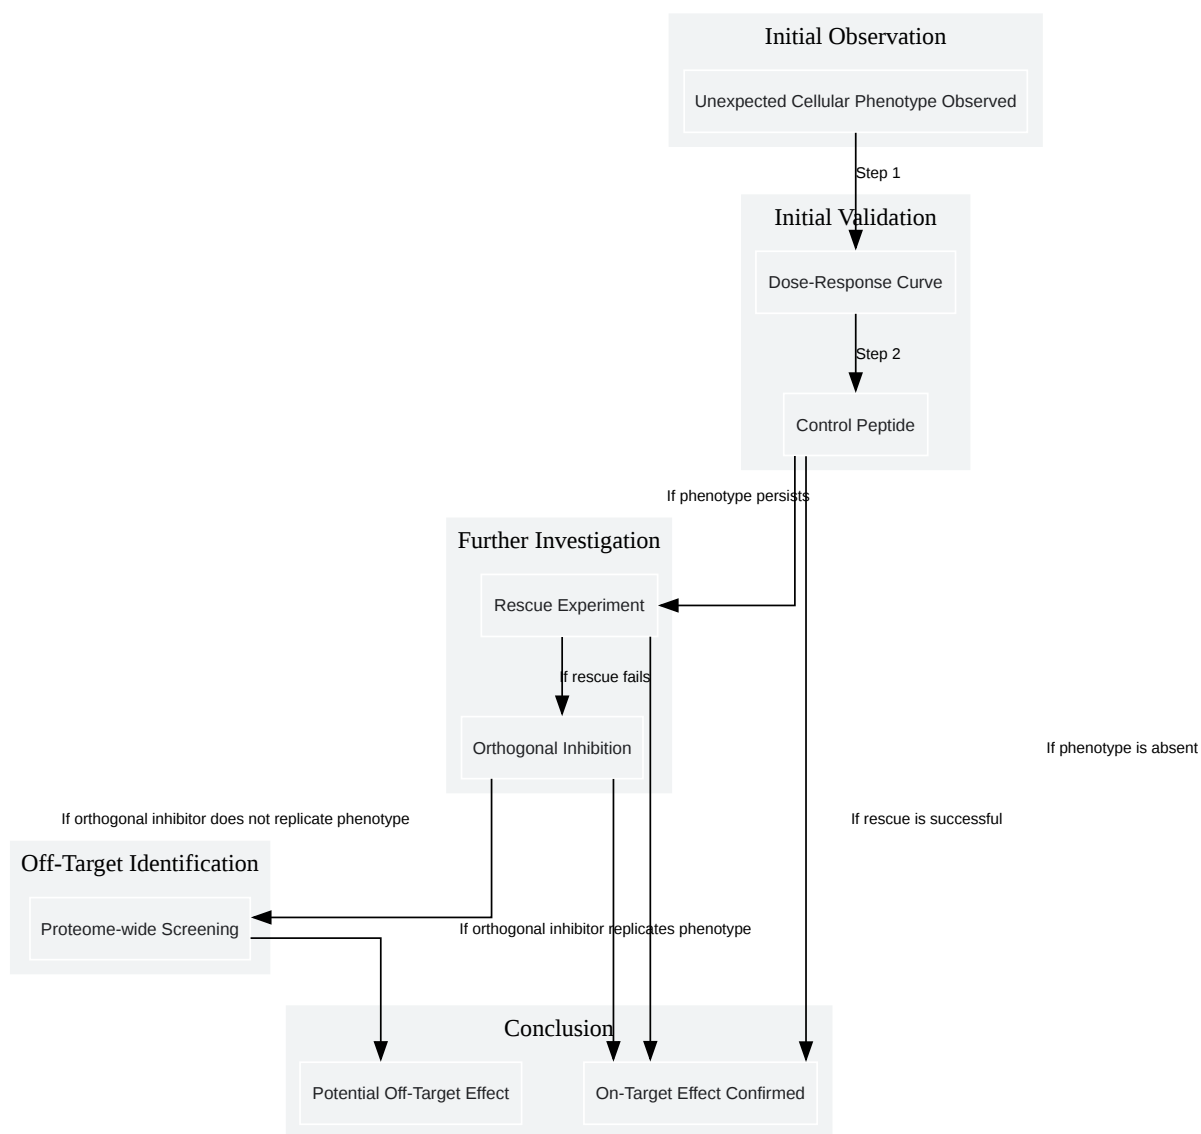 Initial Observation
Unexpected Cellular Phenotype Observed
Step 1
Initial Validation
Dose-Response Curve
Step 2
Control Peptide
If phenotype persists
Further Investigation
Rescue Experiment
If rescue fails
Orthogonal Inhibition
If phenotype is absent
If orthogonal inhibitor does not replicate phenotype
If rescue is successful
Off-Target Identification
Proteome-wide Screening
If orthogonal inhibitor replicates phenotype
Conclusion
Potential Off-Target Effect
On-Target Effect Confirmed